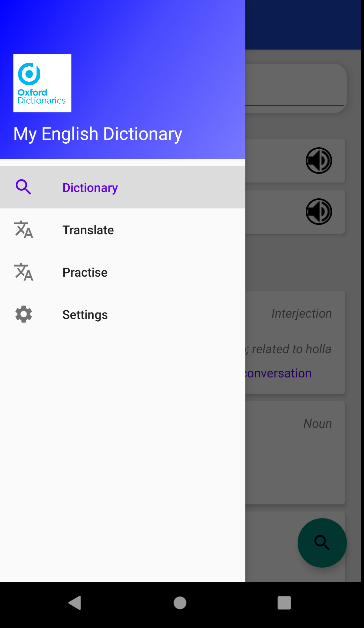 Oxford
Dictionaries
My English Dictionary
Dictionary
Translate
Practise
Settings
Interjection
; related to holla
conversation
Noun